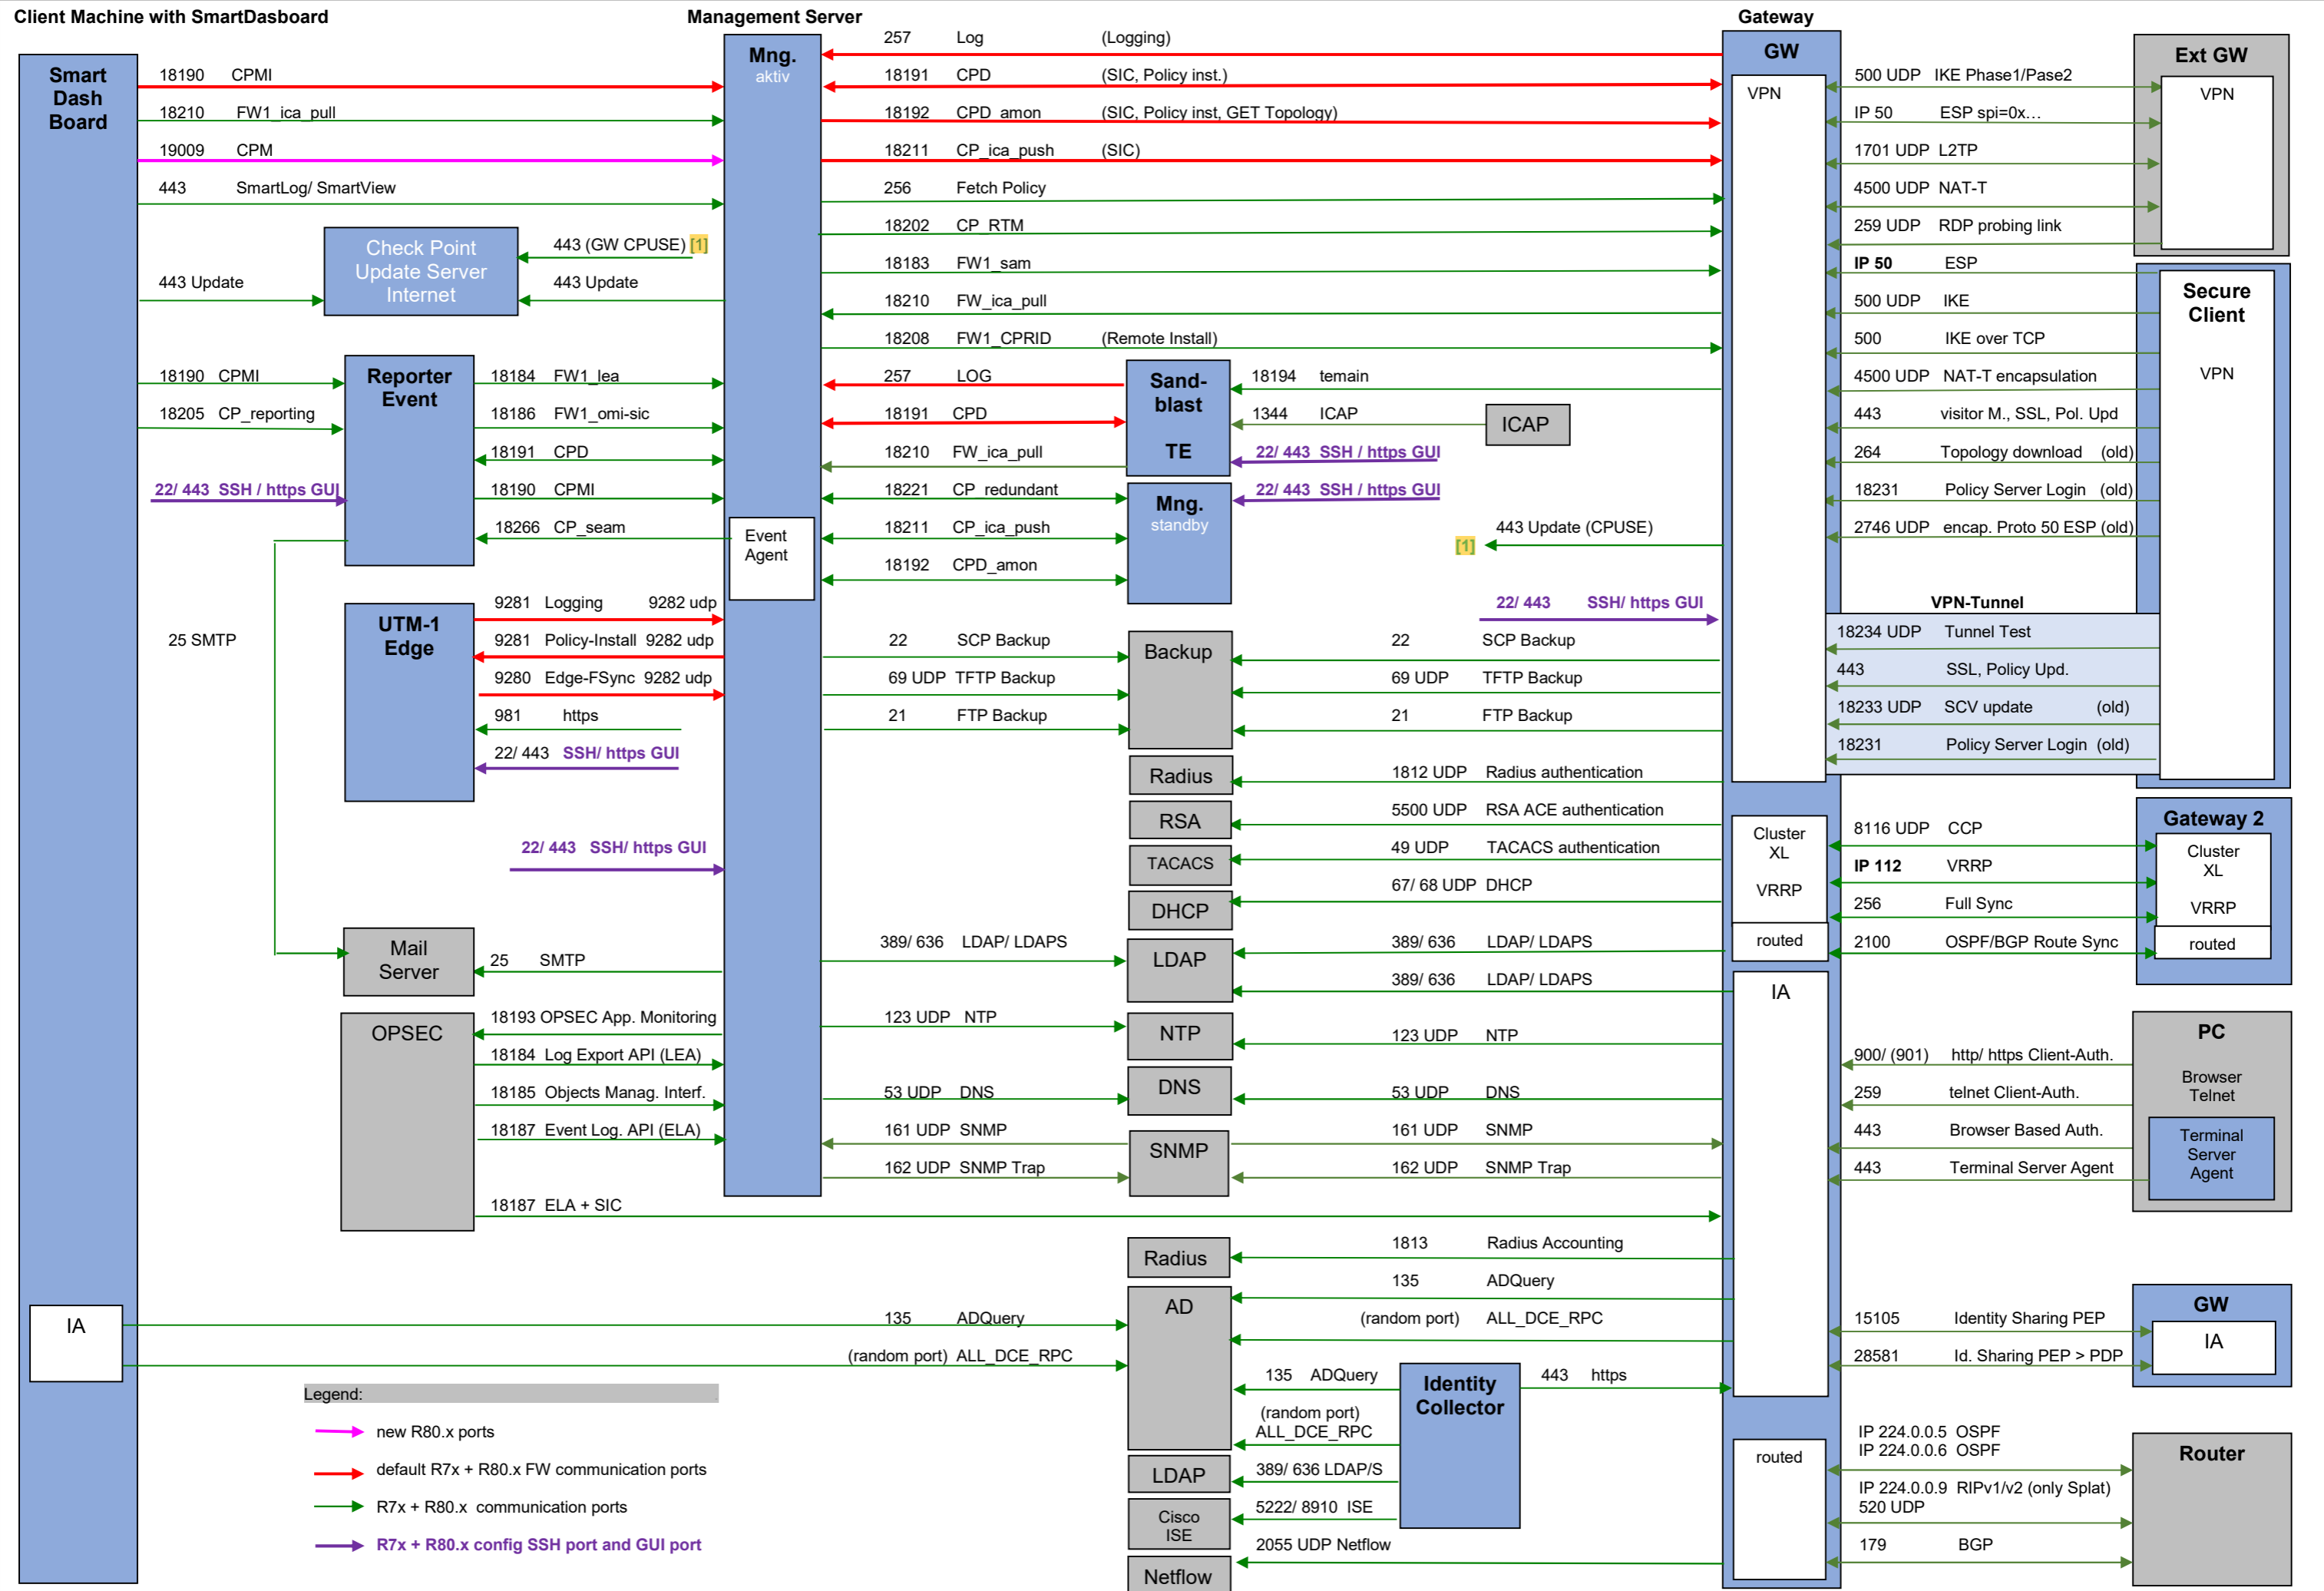 Client Machine with SmartDasboard
Management Server
Gateway
Smart
Dash
Board
18190 CPMI
18210 FW1_ica_pull
19009 CPM
443 SmartLog/ SmartView
Check Point
Update Server
Internet
443 (GW CPUSE) [1]
443 Update
443 Update
18190 CPMI
18205 CP_reporting
22/ 443 SSH / https GUI
Reporter
Event
18184 FW1_lea
18186 FW1_omi-sic
18191 CPD
18190 CPMI
18266 CP_seam
25 SMTP
UTM-1
Edge
9281 Logging 9282 udp
9281 Policy-Install 9282 udp
9280 Edge-FSync 9282 udp
981 https
22/ 443 SSH/ https GUI
22/ 443 SSH/ https GUI
Mail
Server
25 SMTP
OPSEC
18193 OPSEC App. Monitoring
18184 Log Export API (LEA)
18185 Objects Manag. Interf.
18187 Event Log. API (ELA)
18187 ELA + SIC
IA
135 ADQuery
(random port) ALL_DCE_RPC
Legend:
new R80.x ports
default R7x + R80.x FW communication ports
R7x + R80.x communication ports
R7x + R80.x config SSH port and GUI port
Mng.
aktiv
Event
Agent
257 Log (Logging)
18191 CPD (SIC, Policy inst.)
18192 CPD_amon (SIC, Policy inst, GET Topology)
18211 CP_ica_push (SIC)
256 Fetch Policy
18202 CP_RTM
18183 FW1_sam
18210 FW_ica_pull
18208 FW1_CPRID (Remote Install)
257 LOG
18191 CPD
18210 FW_ica_pull
Sand-
blast
TE
18194 temain
1344 ICAP
ICAP
22/ 443 SSH / https GUI
18221 CP_redundant
18211 CP_ica_push
18192 CPD_amon
Mng.
standby
22/ 443 SSH / https GUI
443 Update (CPUSE)
[1]
22/ 443 SSH/ https GUI
22 SCP Backup
69 UDP TFTP Backup
21 FTP Backup
Backup
22 SCP Backup
69 UDP TFTP Backup
21 FTP Backup
Radius
1812 UDP Radius authentication
RSA
5500 UDP RSA ACE authentication
TACACS
49 UDP TACACS authentication
DHCP
67/ 68 UDP DHCP
389/ 636 LDAP/ LDAPS
LDAP
389/ 636 LDAP/ LDAPS
389/ 636 LDAP/ LDAPS
123 UDP NTP
NTP
123 UDP NTP
53 UDP DNS
DNS
53 UDP DNS
161 UDP SNMP
162 UDP SNMP Trap
SNMP
161 UDP SNMP
162 UDP SNMP Trap
Radius
1813 Radius Accounting
AD
135 ADQuery
(random port) ALL_DCE_RPC
135 ADQuery
(random port)
ALL_DCE_RPC
Identity
Collector
443 https
LDAP
389/ 636 LDAP/S
Cisco
ISE
5222/ 8910 ISE
Netflow
2055 UDP Netflow
GW
VPN
Cluster
XL
VRRP
routed
IA
routed
500 UDP IKE Phase1/Pase2
IP 50 ESP spi=0x...
1701 UDP L2TP
4500 UDP NAT-T
259 UDP RDP probing link
Ext GW
VPN
IP 50 ESP
500 UDP IKE
500 IKE over TCP
4500 UDP NAT-T encapsulation
443 visitor M., SSL, Pol. Upd
264 Topology download (old)
18231 Policy Server Login (old)
2746 UDP encap. Proto 50 ESP (old)
Secure
Client
VPN
VPN-Tunnel
18234 UDP Tunnel Test
443 SSL, Policy Upd.
18233 UDP SCV update (old)
18231 Policy Server Login (old)
Gateway 2
Cluster
XL
VRRP
routed
8116 UDP CCP
IP 112 VRRP
256 Full Sync
2100 OSPF/BGP Route Sync
PC
Browser
Telnet
Terminal
Server
Agent
900/ (901) http/ https Client-Auth.
259 telnet Client-Auth.
443 Browser Based Auth.
443 Terminal Server Agent
GW
IA
15105 Identity Sharing PEP
28581 Id. Sharing PEP > PDP
IP 224.0.0.5 OSPF
IP 224.0.0.6 OSPF
IP 224.0.0.9 RIPv1/v2 (only Splat)
520 UDP
179 BGP
Router